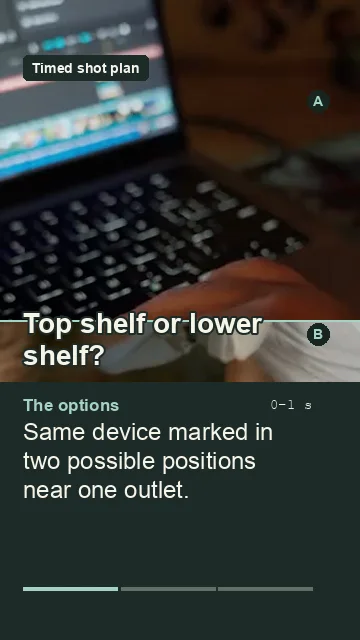 Timed shot plan
A
Top shelf or lower
shelf?
B
The options
0–1 s
Same device marked in
two possible positions
near one outlet.